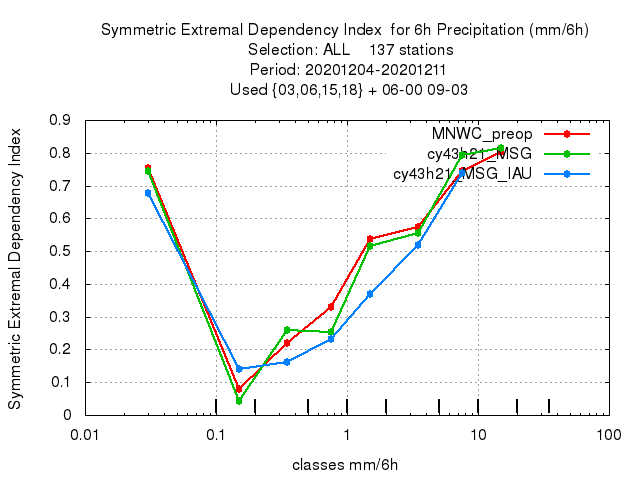 Symmetric Extremal Dependency Index for 6h Precipitation (mm/6h)
Selection: ALL 137 stations
Period: 20201204-20201211
Used {03,06,15,18} + 06-00 09-03
Symmetric Extremal Dependency Index
0.9
0.8
0.7
0.6
0.5
0.4
0.3
0.2
0.1
0
MNWC_preop
cy43h21_MSG
cy43h21_MSG_IAU
0.01
0.1
1
10
100
classes mm/6h